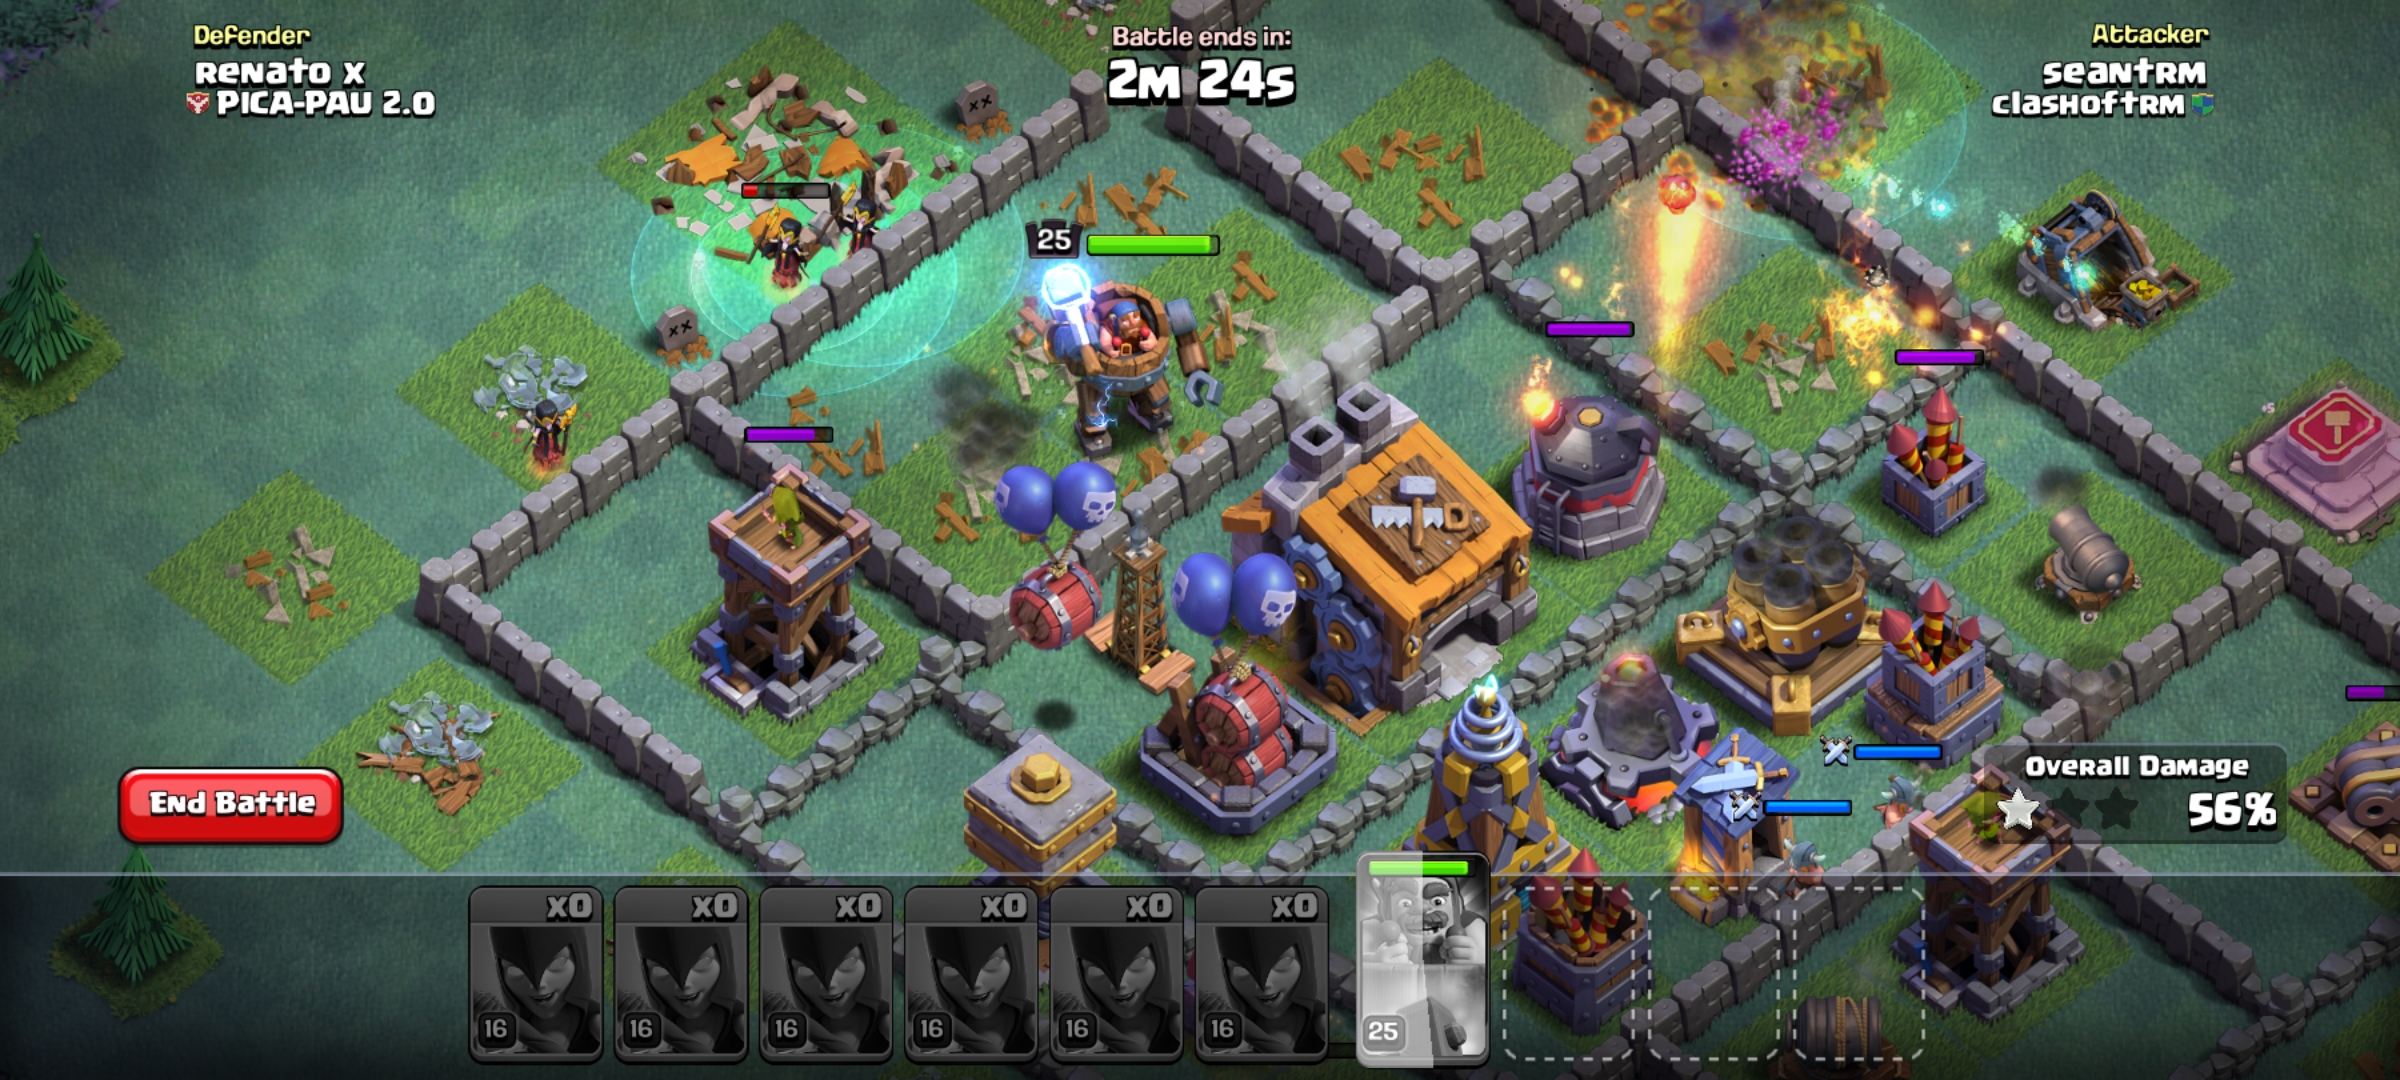 Defender
Renato X
PICA-PAU 2.0
Battle ends in:
2M 24s
Attacker
seantRM
clashoftRM
25
End Battle
Overall Damage
56%
x0
x0
x0
x0
x0
x0
16
16
16
16
16
16
25